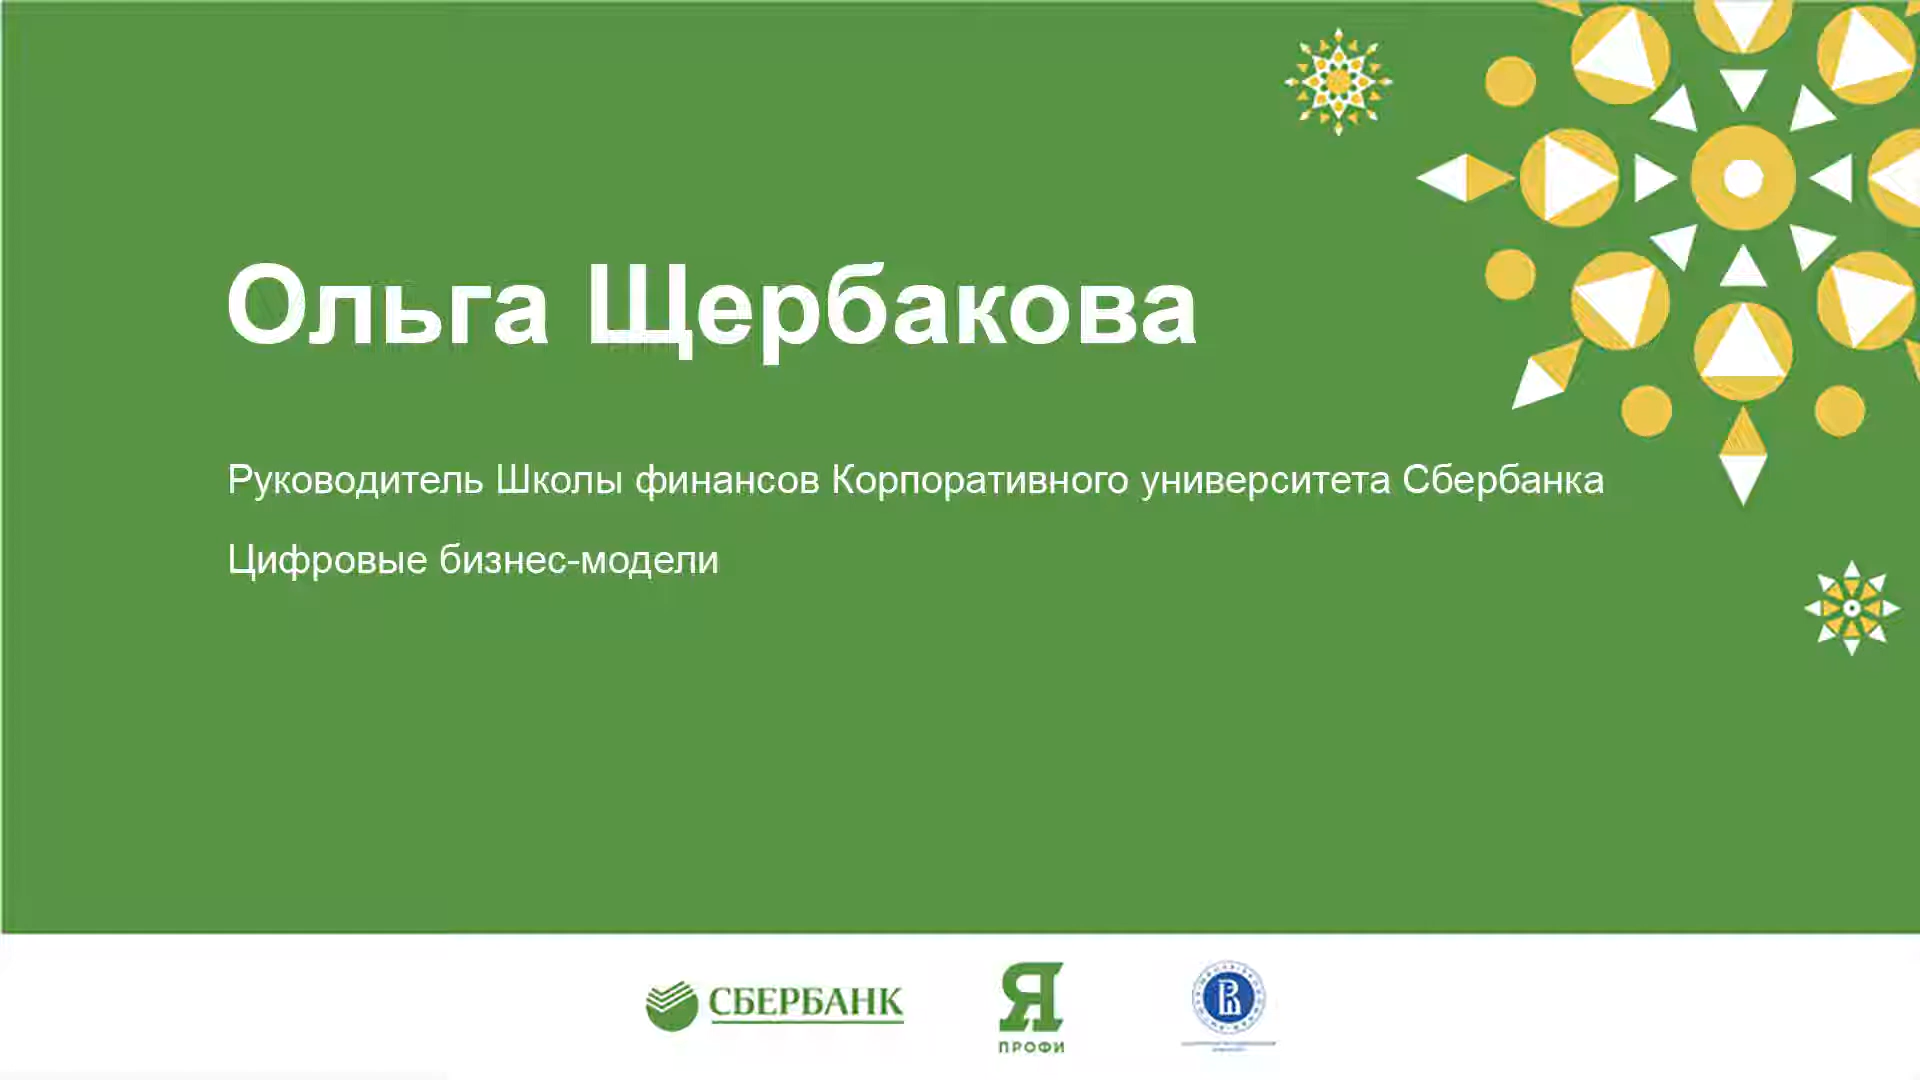 Ольга Щербакова
Руководитель Школы финансов Корпоративного университета Сбербанка
Цифровые бизнес-модели
СБЕРБАНК
Я
ПРОФИ